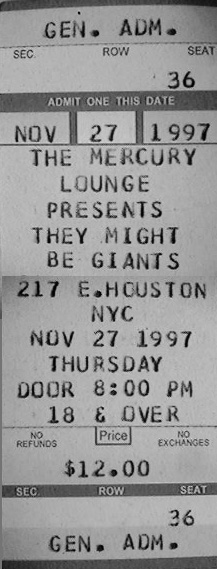 GEN. ADM.
SEC. ROW SEAT
36
ADMIT ONE THIS DATE
NOV 27 1997
THE MERCURY
LOUNGE
PRESENTS
THEY MIGHT
BE GIANTS
217 E.HOUSTON
NYC
NOV 27 1997
THURSDAY
DOOR 8:00 PM
18 & OVER
NO REFUNDS Price NO EXCHANGES
$12.00
SEC. ROW SEAT
36
GEN. ADM.